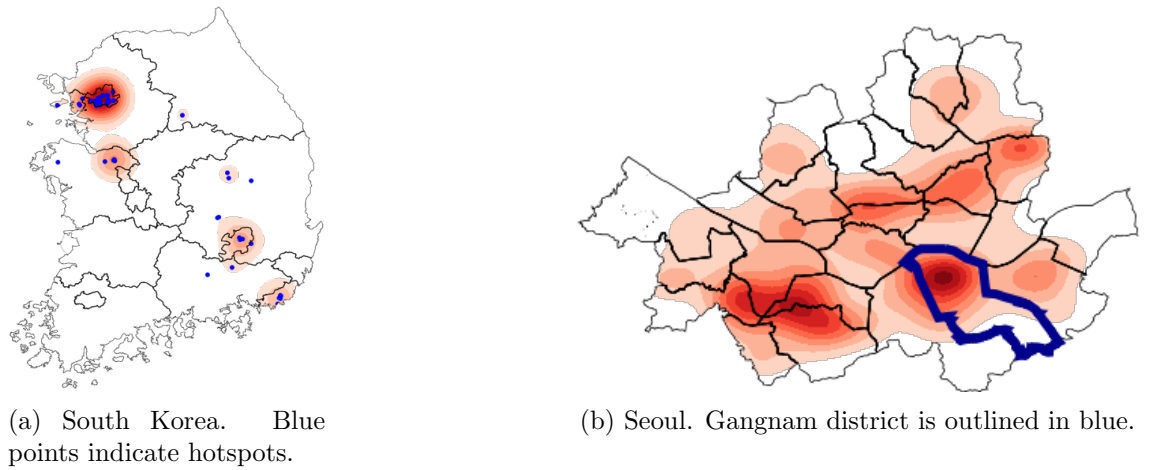 (a) South Korea. Blue
points indicate hotspots.
(b) Seoul. Gangnam district is outlined in blue.